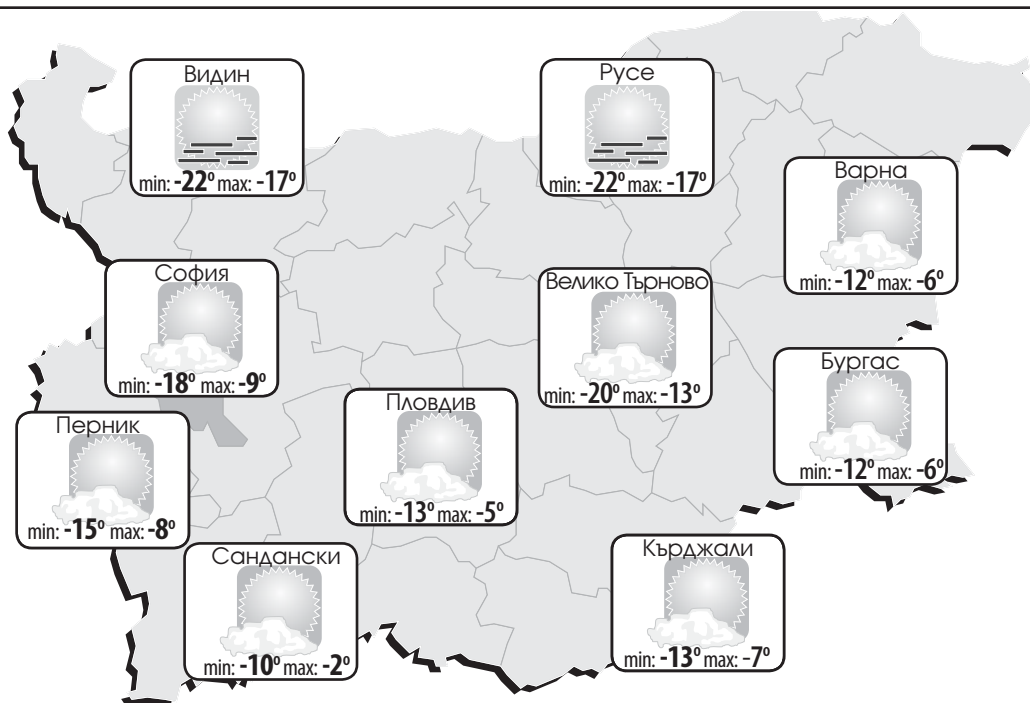 Видин
min: -22° max: -17°
Русе
min: -22° max: -17°
Варна
min: -12° max: -6°
София
min: -18° max: -9°
Велико Търново
min: -20° max: -13°
Бургас
min: -12° max: -6°
Пловдив
min: -13° max: -5°
Перник
min: -15° max: -8°
Сандански
min: -10° max: -2°
Кърджали
min: -13° max: -7°